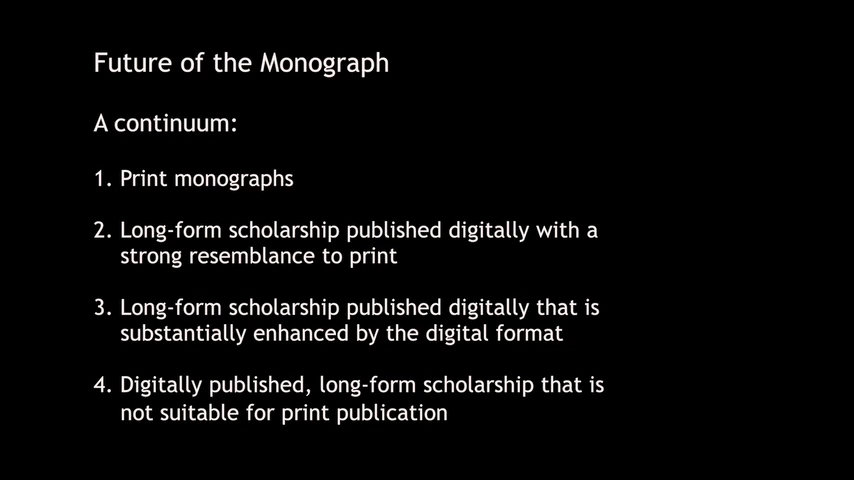 Future of the Monograph
A continuum:
1. Print monographs
2. Long-form scholarship published digitally with a
strong resemblance to print
3. Long-form scholarship published digitally that is
substantially enhanced by the digital format
4. Digitally published, long-form scholarship that is
not suitable for print publication